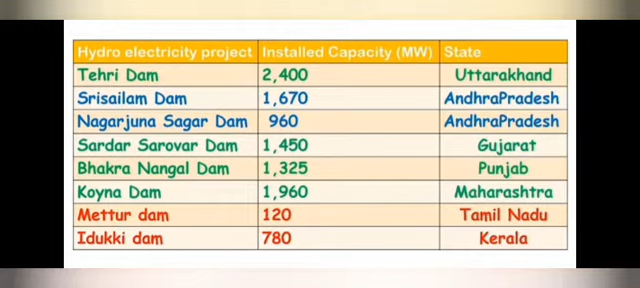 Hydro electricity project Installed Capacity (MW) State
Tehri Dam 2,400 Uttarakhand
Srisailam Dam 1,670 AndhraPradesh
Nagarjuna Sagar Dam 960 AndhraPradesh
Sardar Sarovar Dam 1,450 Gujarat
Bhakra Nangal Dam 1,325 Punjab
Koyna Dam 1,960 Maharashtra
Mettur dam 120 Tamil Nadu
Idukki dam 780 Kerala